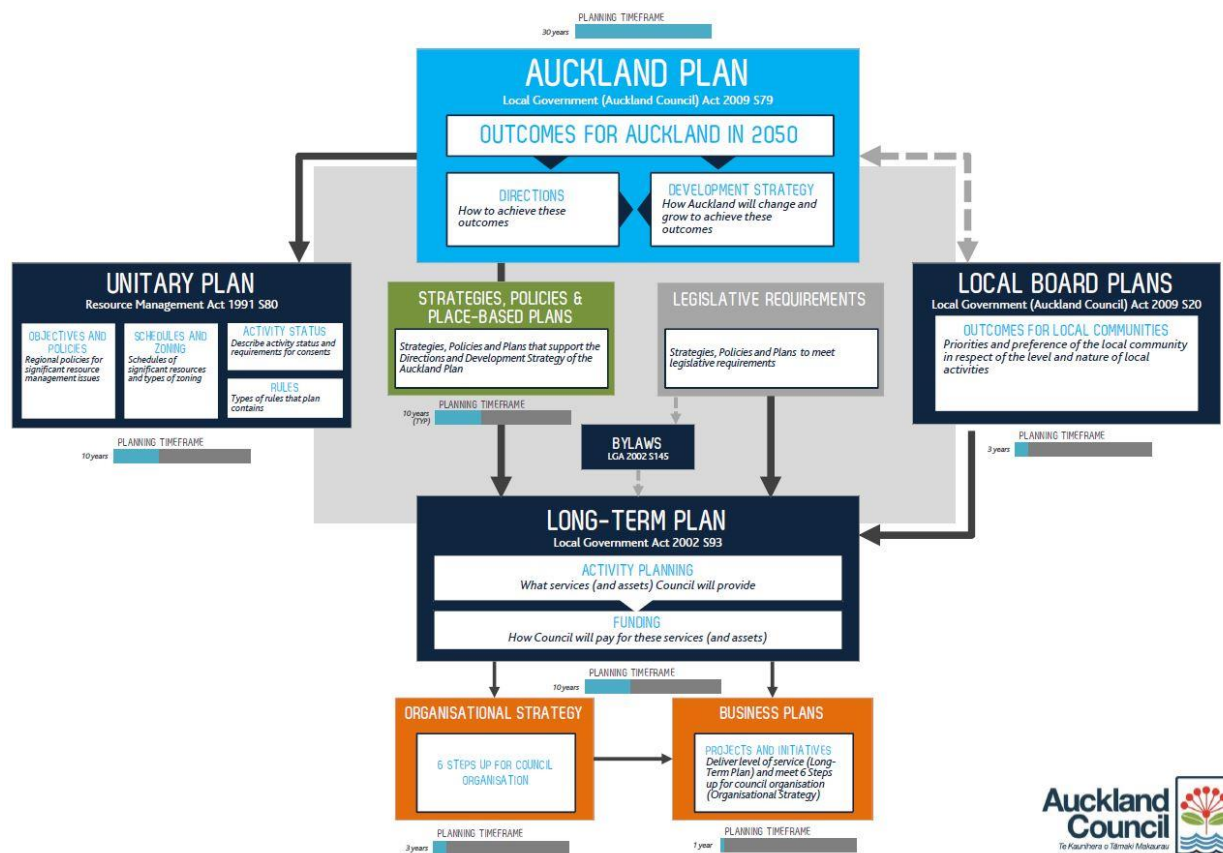 PLANNING TIMEFRAME
30 years
AUCKLAND PLAN
Local Government (Auckland Council) Act 2009 S79
OUTCOMES FOR AUCKLAND IN 2050
DIRECTIONS
How to achieve these
outcomes
DEVELOPMENT STRATEGY
How Auckland will change and
grow to achieve these
outcomes
UNITARY PLAN
Resource Management Act 1991 S80
OBJECTIVES AND
POLICIES
Regional policies for
significant resource
management issues
SCHEDULES AND
ZONING
Schedules of
significant resources
and types of zoning
ACTIVITY STATUS
Describe activity status and
requirements for consents
RULES
Types of rules that plan
contains
PLANNING TIMEFRAME
10 years
STRATEGIES, POLICIES &
PLACE-BASED PLANS
Strategies, Policies and Plans that support the
Directions and Development Strategy of the
Auckland Plan
PLANNING TIMEFRAME
10 years
(TYP)
LEGISLATIVE REQUIREMENTS
Strategies, Policies and Plans to meet
legislative requirements
BYLAWS
LGA 2002 S145
LOCAL BOARD PLANS
Local Government (Auckland Council) Act 2009 S20
OUTCOMES FOR LOCAL COMMUNITIES
Priorities and preference of the local community
in respect of the level and nature of local
activities
PLANNING TIMEFRAME
3 years
LONG-TERM PLAN
Local Government Act 2002 S93
ACTIVITY PLANNING
What services (and assets) Council will provide
FUNDING
How Council will pay for these services (and assets)
PLANNING TIMEFRAME
10 years
ORGANISATIONAL STRATEGY
6 STEPS UP FOR COUNCIL
ORGANISATION
PLANNING TIMEFRAME
3 years
BUSINESS PLANS
PROJECTS AND INITIATIVES
Deliver level of service (Long-
Term Plan) and meet 6 Steps
up for council organisation
(Organisational Strategy)
PLANNING TIMEFRAME
1 year
Auckland
Council
Te Kaunihera o Tāmaki Makaurau